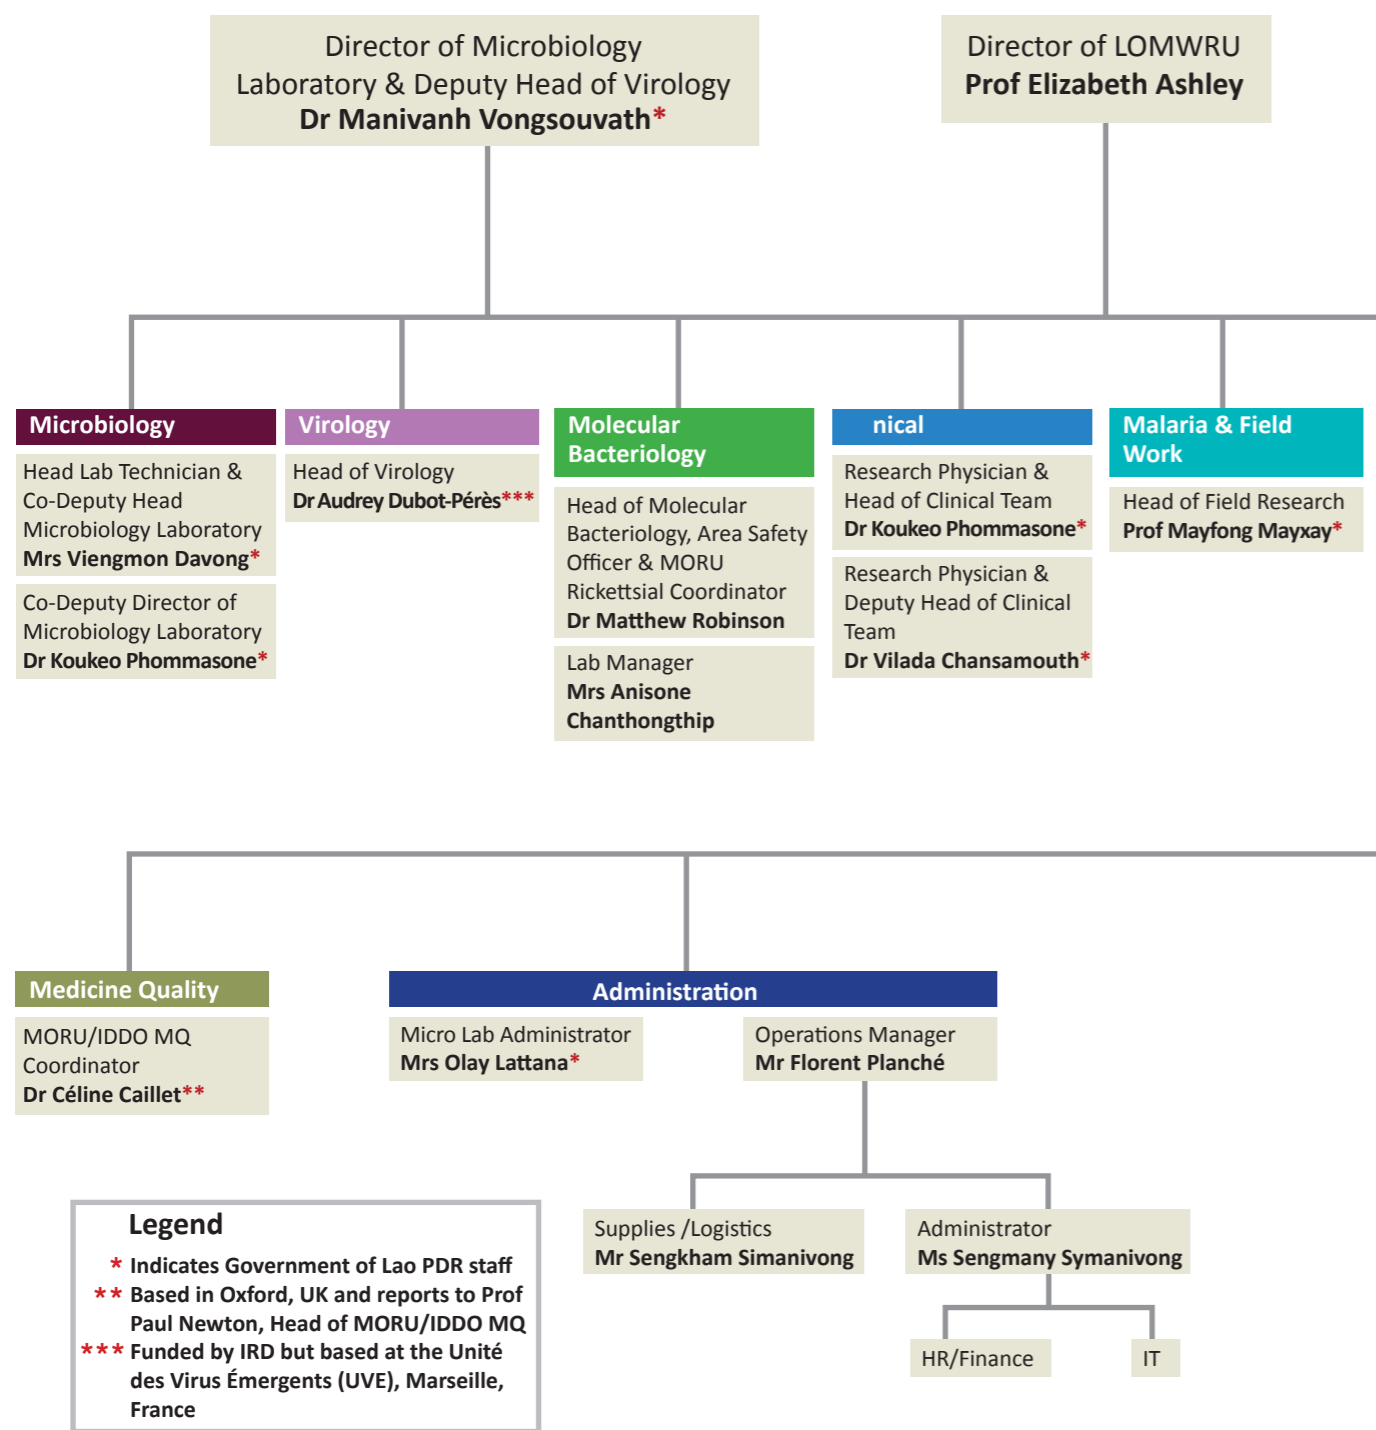 Director of Microbiology
Laboratory & Deputy Head of Virology
Dr Manivanh Vongsouvath*
Director of LOMWRU
Prof Elizabeth Ashley
Microbiology
Head Lab Technician &
Co-Deputy Head
Microbiology Laboratory
Mrs Viengmon Davong*
Co-Deputy Director of
Microbiology Laboratory
Dr Koukeo Phommasone*
Virology
Head of Virology
Dr Audrey Dubot-Pérès***
Molecular
Bacteriology
Head of Molecular
Bacteriology, Area Safety
Officer & MORU
Rickettsial Coordinator
Dr Matthew Robinson
Lab Manager
Mrs Anisone
Chanthongthip
nical
Research Physician &
Head of Clinical Team
Dr Koukeo Phommasone*
Research Physician &
Deputy Head of Clinical
Team
Dr Vilada Chansamouth*
Malaria & Field
Work
Head of Field Research
Prof Mayfong Mayxay*
Medicine Quality
MORU/IDDO MQ
Coordinator
Dr Céline Caillet**
Administration
Micro Lab Administrator
Mrs Olay Lattana*
Operations Manager
Mr Florent Planché
Supplies /Logistics
Mr Sengkham Simanivong
Administrator
Ms Sengmany Symanivong
HR/Finance
IT
Legend
* Indicates Government of Lao PDR staff
** Based in Oxford, UK and reports to Prof
Paul Newton, Head of MORU/IDDO MQ
*** Funded by IRD but based at the Unité
des Virus Émergents (UVE), Marseille,
France